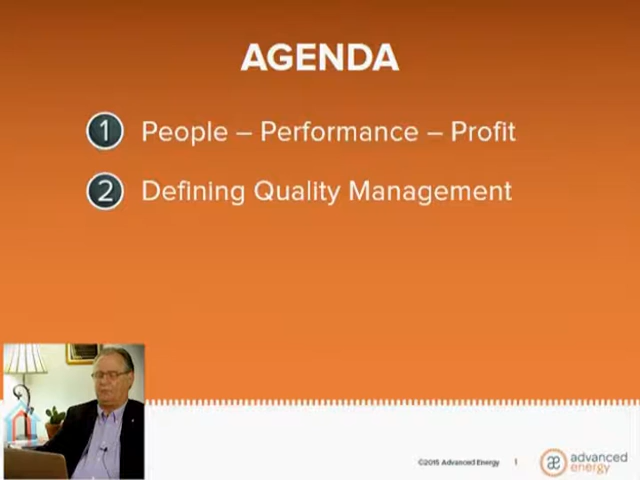 AGENDA
1 People – Performance – Profit
2 Defining Quality Management
©2015 Advanced Energy 1
æ advanced energy